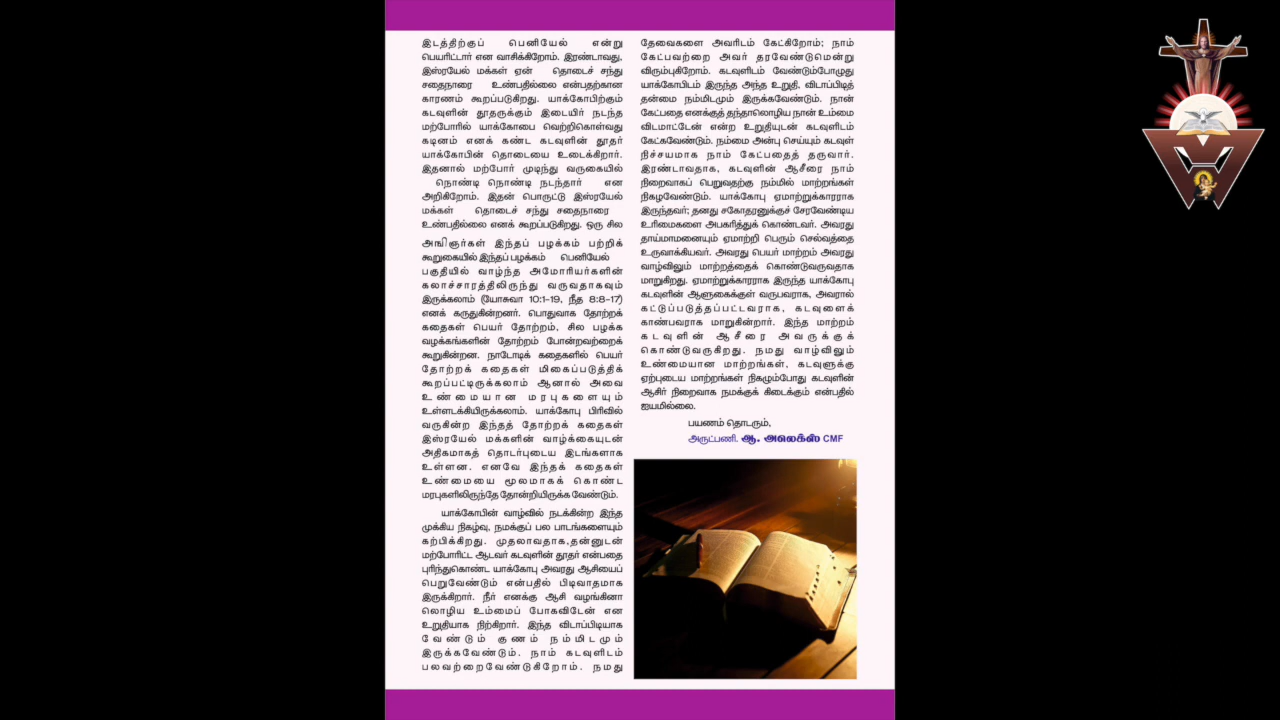 இடத்திற்குப் பெனியேல் என்று
பெயரிட்டார் என வாசிக்கிறோம். இரண்டாவது,
இஸ்ரயேல் மக்கள் ஏன் தொடைச் சந்து
சதைநாரை உண்பதில்லை என்பதற்கான
காரணம் கூறப்படுகிறது. யாக்கோபிற்கும்
கடவுளின் தூதருக்கும் இடையிர் நடந்த
மற்போரில் யாக்கோபை வெற்றிகொள்வது
கடினம் எனக் கண்ட கடவுளின் தூதர்
யாக்கோபின் தொடையை உடைக்கிறார்.
இதனால் மற்போர் முடிந்து வருகையில்
நொண்டி நொண்டி நடந்தார் என
அறிகிறோம். இதன் பொருட்டு இஸ்ரயேல்
மக்கள் தொடைச் சந்து சதைநாரை
உண்பதில்லை எனக் கூறப்படுகிறது. ஒரு சில
அறிஞர்கள் இந்தப் பழக்கம் பற்றிக்
கூறுகையில் இந்தப் பழக்கம் பெனியேல்
பகுதியில் வாழ்ந்த அமோரியர்களின்
கலாச்சாரத்திலிருந்து வருவதாகவும்
இருக்கலாம் (யோசுவா 10:1-19, நீத 8:8-17)
எனக் கருதுகின்றனர். பொதுவாக தோற்றக்
கதைகள் பெயர் தோற்றம், சில பழக்க
வழக்கங்களின் தோற்றம் போன்றவற்றைக்
கூறுகின்றன. நாடோடிக் கதைகளில் பெயர்
தோற்றக் கதைகள் மிகைப்படுத்திக்
கூறப்பட்டிருக்கலாம் ஆனால் அவை
உண்மையான மரபுகளையும்
உள்ளடக்கியிருக்கலாம். யாக்கோபு பிரிவில்
வருகின்ற இந்தத் தோற்றக் கதைகள்
இஸ்ரயேல் மக்களின் வாழ்க்கையுடன்
அதிகமாகத் தொடர்புடைய இடங்களாக
உள்ளன. எனவே இந்தக் கதைகள்
உண்மையை மூலமாகக் கொண்ட
மரபுகளிலிருந்தே தோன்றியிருக்க வேண்டும்.
யாக்கோபின் வாழ்வில் நடக்கின்ற இந்த
முக்கிய நிகழ்வு, நமக்குப் பல பாடங்களையும்
கற்பிக்கிறது. முதலாவதாக,தன்னுடன்
மற்போரிட்ட ஆடவர் கடவுளின் தூதர் என்பதை
புரிந்துகொண்ட யாக்கோபு அவரது ஆசியைப்
பெறுவேண்டும் என்பதில் பிடிவாதமாக
இருக்கிறார். நீர் எனக்கு ஆசி வழங்கினா
லொழிய உம்மைப் போகவிடேன் என
உறுதியாக நிற்கிறார். இந்த விடாப்பிடியாக
வேண்டும் குணம் நம்மிடமும்
இருக்கவேண்டும். நாம் கடவுளிடம்
பலவற்றைவேண்டுகிறோம். நமது
தேவைகளை அவரிடம் கேட்கிறோம்; நாம்
கேட்பவற்றை அவர் தரவேண்டுமென்று
விரும்புகிறோம். கடவுளிடம் வேண்டும்பொழுது
யாக்கோபிடம் இருந்த அந்த உறுதி, விடாப்பிடித்
தன்மை நம்மிடமும் இருக்கவேண்டும். நான்
கேட்பதை எனக்குத் தந்தாலொழிய நான் உம்மை
விடமாட்டேன் என்ற உறுதியுடன் கடவுளிடம்
கேட்கவேண்டும். நம்மை அன்பு செய்யும் கடவுள்
நிச்சயமாக நாம் கேட்பதைத் தருவார்.
இரண்டாவதாக, கடவுளின் ஆசீரை நாம்
நிறைவாகப் பெறுவதற்கு நம்மில் மாற்றங்கள்
நிகழவேண்டும். யாக்கோபு ஏமாற்றுக்காரராக
இருந்தவர்; தனது சகோதரனுக்குச் சேரவேண்டிய
உரிமைகளை அபகரித்துக் கொண்டவர். அவரது
தாய்மாமனையும் ஏமாற்றி பெரும் செல்வத்தை
உருவாக்கியவர். அவரது பெயர் மாற்றம் அவரது
வாழ்விலும் மாற்றத்தைக் கொண்டுவருவதாக
மாறுகிறது. ஏமாற்றுக்காரராக இருந்த யாக்கோபு
கடவுளின் ஆளுகைக்குள் வருபவராக, அவரால்
கட்டுப்படுத்தப்பட்டவராக, கடவுளைக்
காண்பவராக மாறுகின்றார். இந்த மாற்றம்
கடவுளின் ஆசீரை அவருக்குக்
கொண்டுவருகிறது. நமது வாழ்விலும்
உண்மையான மாற்றங்கள், கடவுளுக்கு
ஏற்புடைய மாற்றங்கள் நிகழும்போது கடவுளின்
ஆசிர் நிறைவாக நமக்குக் கிடைக்கும் என்பதில்
ஐயமில்லை.
பயணம் தொடரும்,
அருட்பணி. ஆ. அலெக்ஸ் CMF